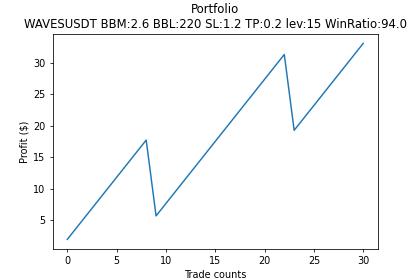 Portfolio
WAVESUSDT BBM:2.6 BBL:220 SL:1.2 TP:0.2 lev:15 WinRatio:94.0
30
25
20
15
10
5
Profit ($)
0 5 10 15 20 25 30
Trade counts